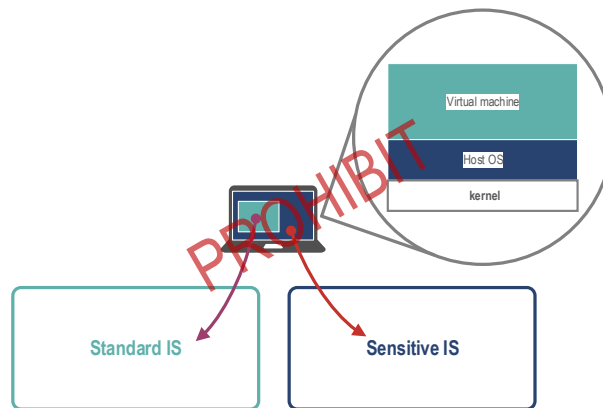 Virtual machine
Host OS
kernel
PROHIBIT
Standard IS
Sensitive IS